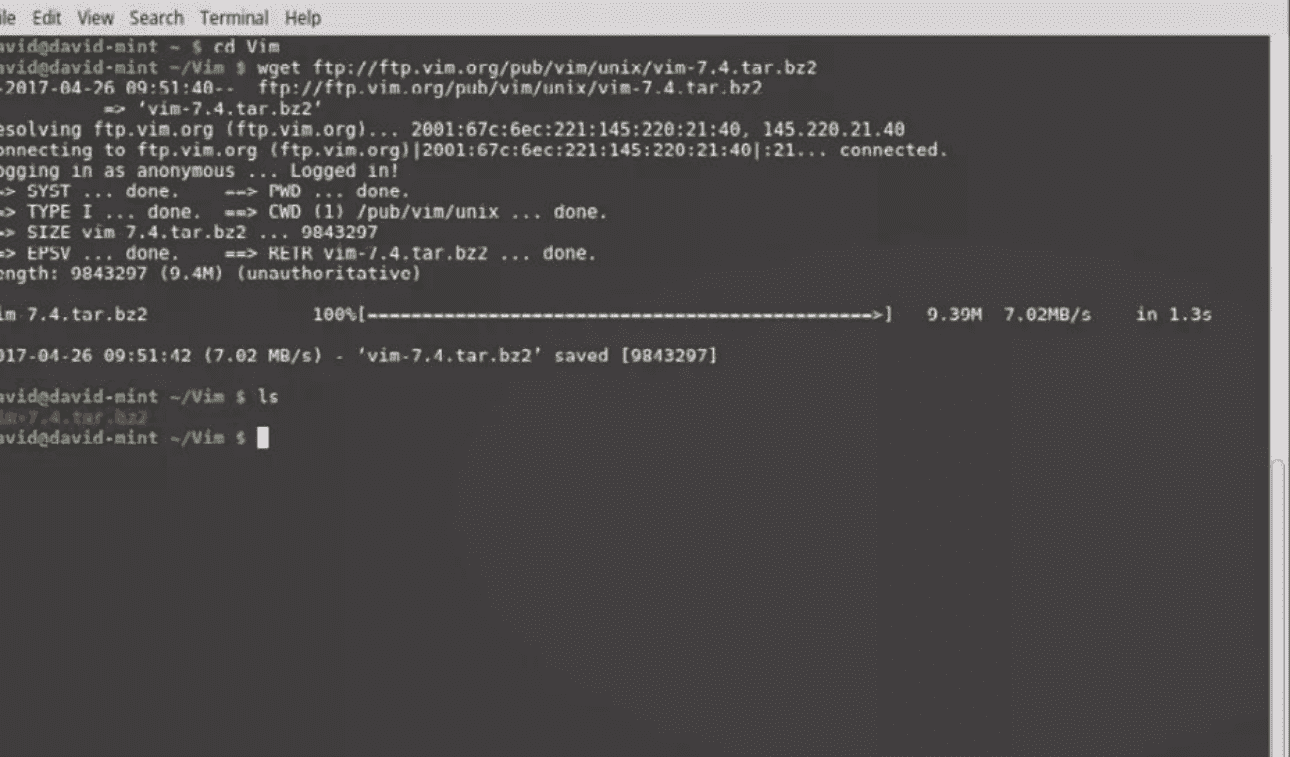 ile Edit View Search Terminal Help
avid@david-mint ~ $ cd Vim
avid@david-mint ~/Vim $ wget ftp://ftp.vim.org/pub/vim/unix/vim-7.4.tar.bz2
-2017-04-26 09:51:40-- ftp://ftp.vim.org/pub/vim/unix/vim-7.4.tar.bz2
=> ‘vim-7.4.tar.bz2’
esolving ftp.vim.org (ftp.vim.org)... 2001:67c:6ec:221:145:220:21:40, 145.220.21.40
onnecting to ftp.vim.org (ftp.vim.org)|2001:67c:6ec:221:145:220:21:40|:21... connected.
ogging in as anonymous ... Logged in!
=> SYST ... done. ==> PWD ... done.
=> TYPE I ... done. ==> CWD (1) /pub/vim/unix ... done.
=> SIZE vim-7.4.tar.bz2 ... 9843297
=> EPSV ... done. ==> RETR vim-7.4.tar.bz2 ... done.
ength: 9843297 (9.4M) (unauthoritative)
im-7.4.tar.bz2 100%[==============================================>] 9.39M 7.02MB/s in 1.3s
017-04-26 09:51:42 (7.02 MB/s) - ‘vim-7.4.tar.bz2’ saved [9843297]
avid@david-mint ~/Vim $ ls
im-7.4.tar.bz2
avid@david-mint ~/Vim $